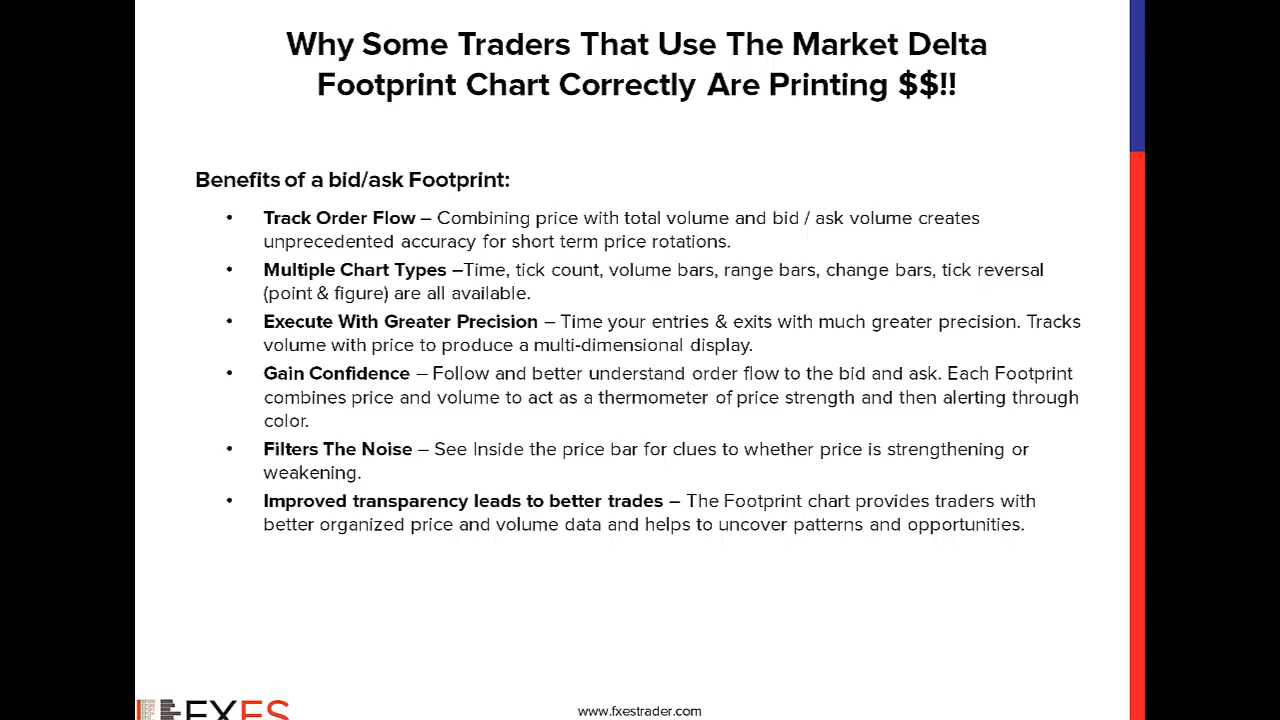 Why Some Traders That Use The Market Delta
Footprint Chart Correctly Are Printing $$!!
Benefits of a bid/ask Footprint:
• Track Order Flow – Combining price with total volume and bid / ask volume creates
unprecedented accuracy for short term price rotations.
• Multiple Chart Types –Time, tick count, volume bars, range bars, change bars, tick reversal
(point & figure) are all available.
• Execute With Greater Precision – Time your entries & exits with much greater precision. Tracks
volume with price to produce a multi-dimensional display.
• Gain Confidence – Follow and better understand order flow to the bid and ask. Each Footprint
combines price and volume to act as a thermometer of price strength and then alerting through
color.
• Filters The Noise – See Inside the price bar for clues to whether price is strengthening or
weakening.
• Improved transparency leads to better trades – The Footprint chart provides traders with
better organized price and volume data and helps to uncover patterns and opportunities.
FXES
www.fxestrader.com